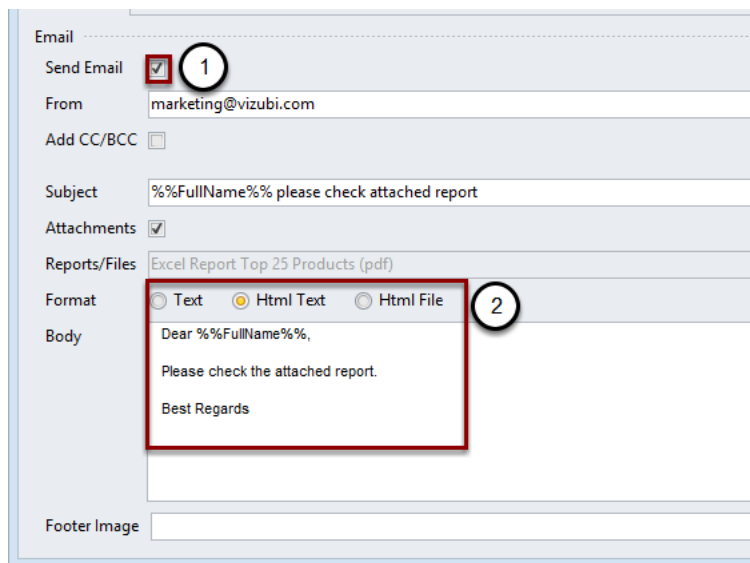 Email
Send Email
1
From marketing@vizubi.com
Add CC/BCC
Subject %%FullName%% please check attached report
Attachments
Reports/Files Excel Report Top 25 Products (pdf)
Format Text Html Text Html File 2
Body Dear %%FullName%%,
Please check the attached report.
Best Regards
Footer Image